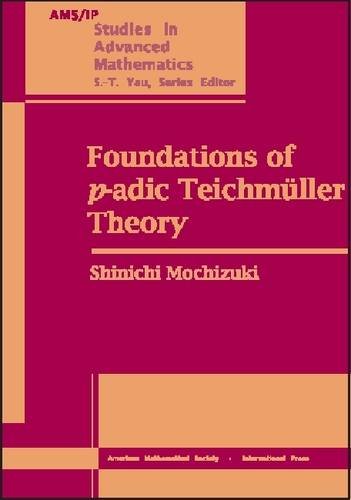 AMS/IP
Studies in
Advanced
Mathematics
S.-T. Yau, Series Editor
Foundations of
p-adic Teichmüller
Theory
Shinichi Mochizuki
American Mathematical Society · International Press